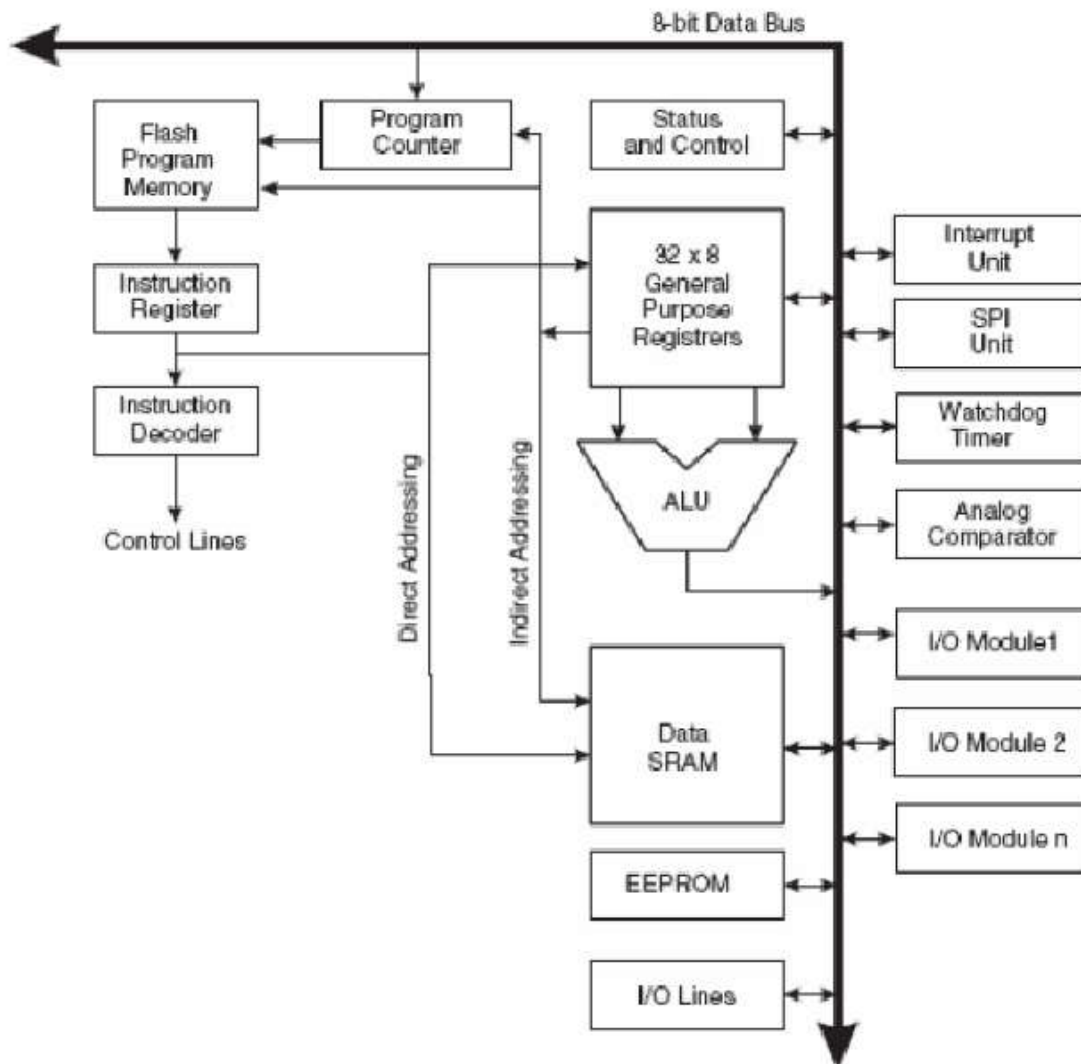 8-bit Data Bus
Flash
Program
Memory
Program
Counter
Status
and Control
32 x 8
General
Purpose
Registrers
Interrupt
Unit
Instruction
Register
SPI
Unit
Instruction
Decoder
Watchdog
Timer
ALU
Analog
Comparator
Control Lines
Direct Addressing
Indirect Addressing
I/O Module1
Data
SRAM
I/O Module 2
I/O Module n
EEPROM
I/O Lines